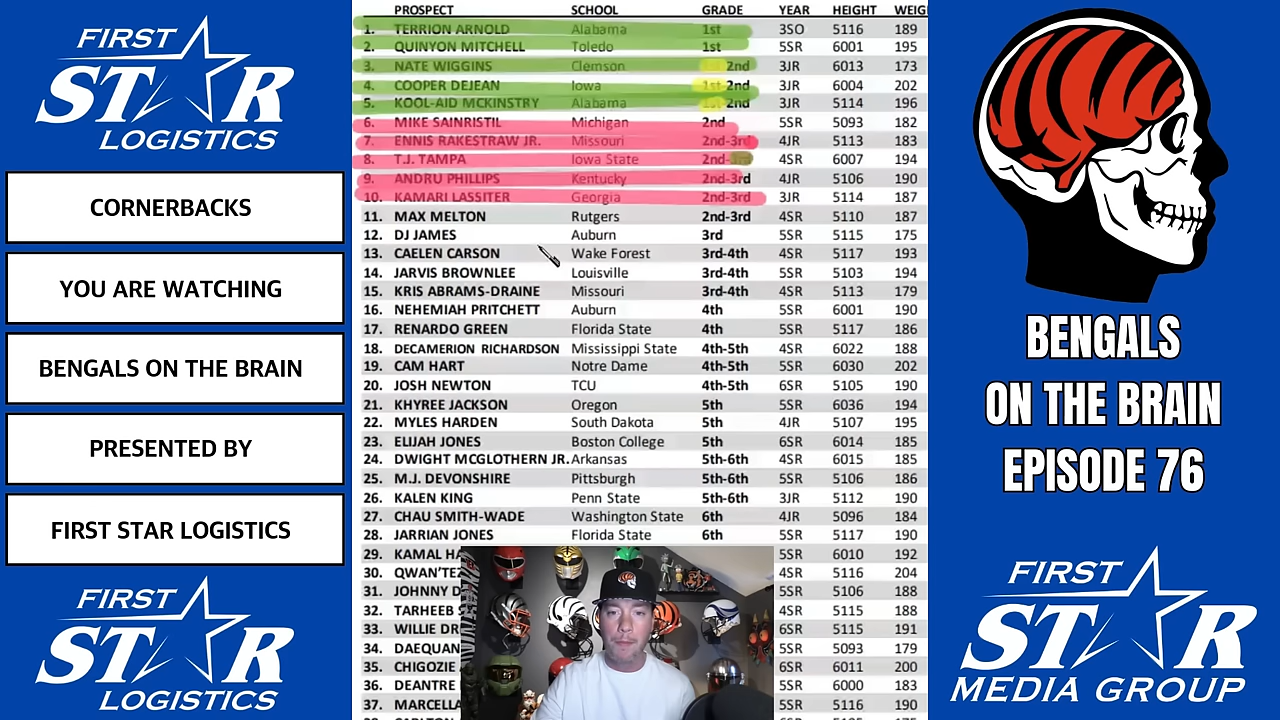 FIRST
STAR
LOGISTICS
CORNERBACKS
YOU ARE WATCHING
BENGALS ON THE BRAIN
PRESENTED BY
FIRST STAR LOGISTICS
FIRST
STAR
LOGISTICS
PROSPECT SCHOOL GRADE YEAR HEIGHT
1. TERRION ARNOLD Alabama 1st 3SO 5116 189
2. QUINYON MITCHELL Toledo 1st 5SR 6001 195
3. NATE WIGGINS Clemson 1st-2nd 3JR 6013 173
4. COOPER DEJEAN Iowa 1st-2nd 3JR 6004 202
5. KOOL-AID MCKINSTRY Alabama 1st-2nd 3JR 5114 196
6. MIKE SAINRISTIL Michigan 2nd 5SR 5093 182
7. ENNIS RAKESTRAW JR. Missouri 2nd-3rd 4JR 5113 183
8. T.J. TAMPA Iowa State 2nd-3rd 4SR 6007 194
9. ANDRU PHILLIPS Kentucky 2nd-3rd 4JR 5106 190
10. KAMARI LASSITER Georgia 2nd-3rd 3JR 5114 187
11. MAX MELTON Rutgers 2nd-3rd 4SR 5110 187
12. DJ JAMES Auburn 3rd 5SR 5115 175
13. CAELEN CARSON Wake Forest 3rd-4th 4SR 5117 193
14. JARVIS BROWNLEE Louisville 3rd-4th 5SR 5103 194
15. KRIS ABRAMS-DRAINE Missouri 3rd-4th 4SR 5113 179
16. NEHEMIAH PRITCHETT Auburn 4th 5SR 6001 190
17. RENARDO GREEN Florida State 4th 5SR 5117 186
18. DECAMERION RICHARDSON Mississippi State 4th-5th 4SR 6022 188
19. CAM HART Notre Dame 4th-5th 5SR 6030 202
20. JOSH NEWTON TCU 4th-5th 6SR 5105 190
21. KHYREE JACKSON Oregon 5th 5SR 6036 194
22. MYLES HARDEN South Dakota 5th 4JR 5107 195
23. ELIJAH JONES Boston College 5th 6SR 6014 185
24. DWIGHT MCGLOTHERN JR. Arkansas 5th-6th 4SR 6015 185
25. M.J. DEVONSHIRE Pittsburgh 5th-6th 5SR 5106 186
26. KALEN KING Penn State 5th-6th 3JR 5112 190
27. CHAU SMITH-WADE Washington State 6th 4JR 5096 184
28. JARRIAN JONES Florida State 6th 5SR 5117 190
29. KAMAL HA 5SR 6010 192
30. QWAN'TEZ 4SR 5116 204
31. JOHNNY D 5SR 5106 188
32. TARHEEB S 4SR 5115 188
33. WILLIE DR 6SR 5115 191
34. DAEQUAN 5SR 5093 179
35. CHIGOZIE 6SR 6011 200
36. DEANTRE 5SR 6000 183
37. MARCELLA 5SR 5116 190
BENGALS
ON THE BRAIN
EPISODE 76
FIRST
STAR
MEDIA GROUP